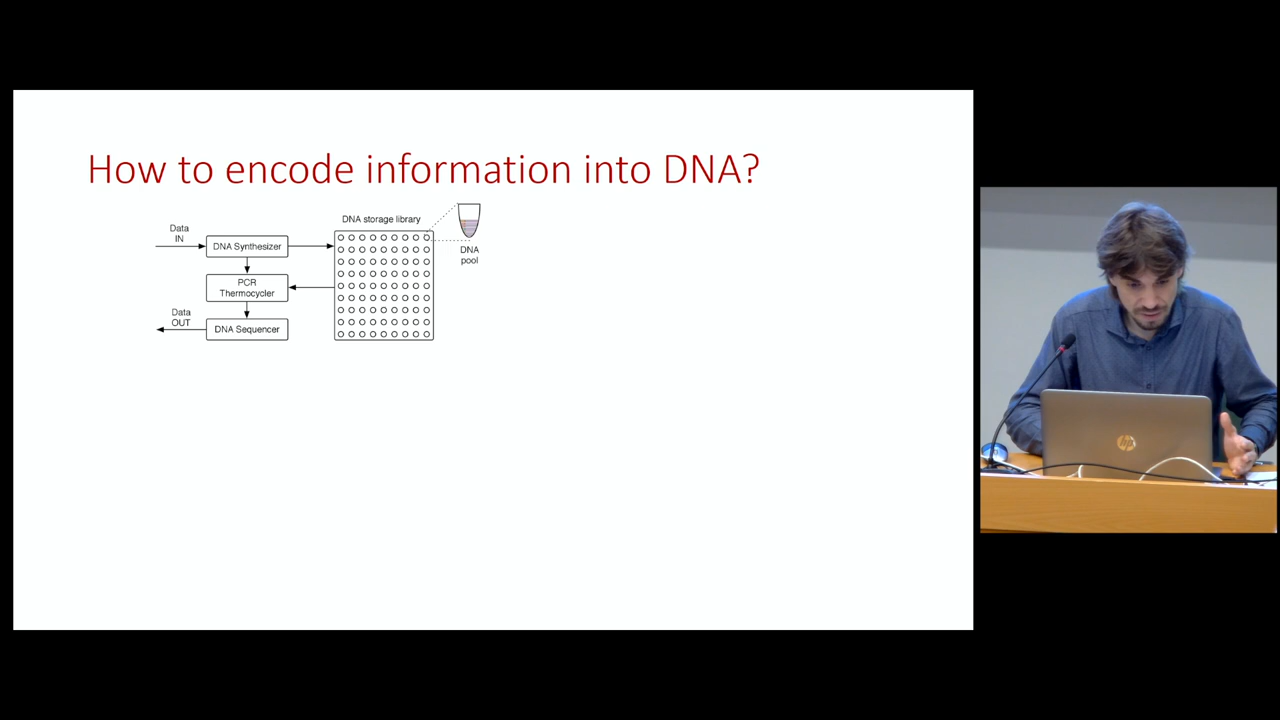 How to encode information into DNA?
DNA storage library
Data
IN
DNA Synthesizer
DNA
pool
PCR
Thermocycler
Data
OUT
DNA Sequencer
hp